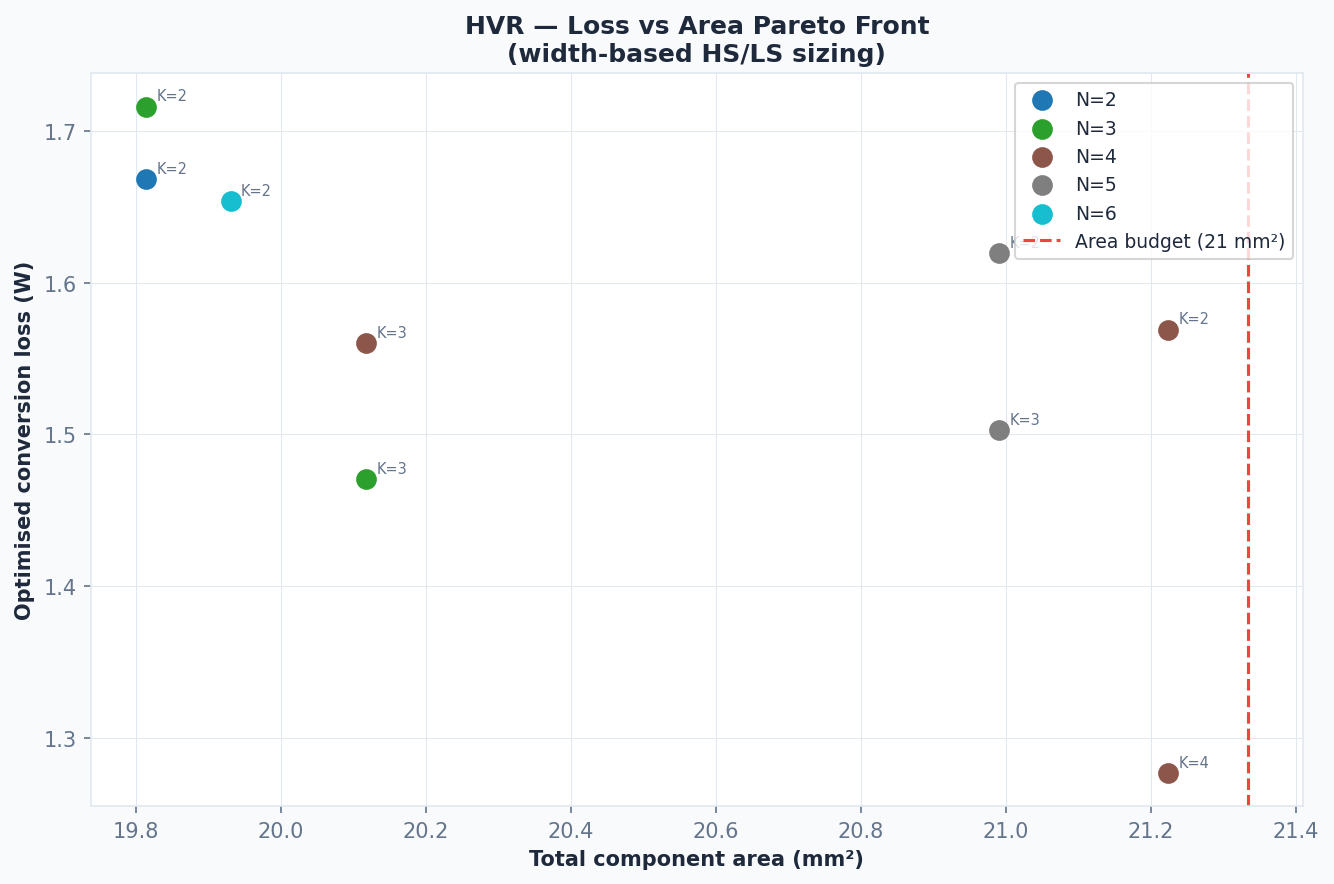 HVR — Loss vs Area Pareto Front
(width-based HS/LS sizing)
K=2
K=2
K=2
K=2
K=3
K=2
K=3
K=3
K=4
N=2
N=3
N=4
N=5
N=6
Area budget (21 mm²)
Optimised conversion loss (W)
1.7
1.6
1.5
1.4
1.3
19.8
20.0
20.2
20.4
20.6
20.8
21.0
21.2
21.4
Total component area (mm²)